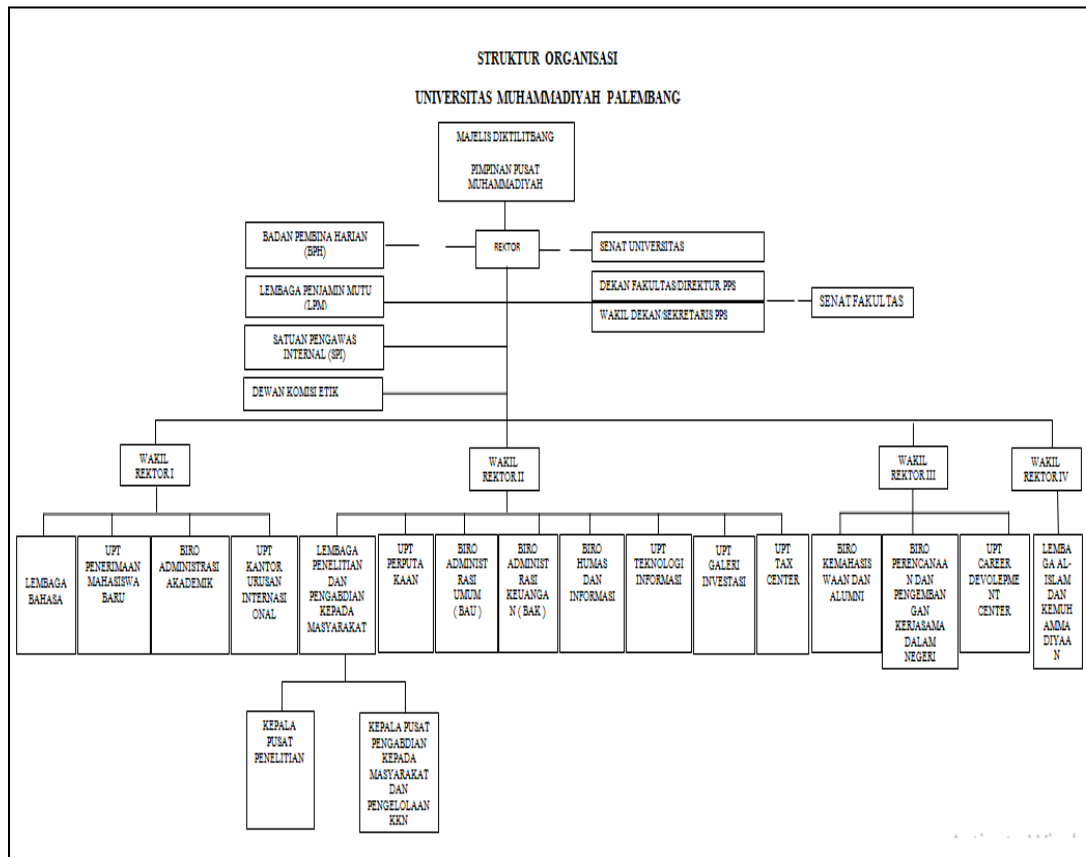 STRUKTUR ORGANISASI
UNIVERSITAS MUHAMMADIYAH PALEMBANG
MAJELIS DIKTILITBANG
PIMPINAN PUSAT
MUHAMMADIYAH
BADAN PEMBINA HARIAN
(BPH)
REKTOR
SENAT UNIVERSITAS
LEMBAGA PENJAMIN MUTU
(LPM)
DEKAN FAKULTAS/DIREKTUR PPS
WAKIL DEKAN/SEKRETARIS PPS
SENAT FAKULTAS
SATUAN PENGAWAS
INTERNAL (SPI)
DEWAN KOMISI ETIK
WAKIL
REKTOR I
WAKIL
REKTOR II
WAKIL
REKTOR III
WAKIL
REKTOR IV
LEMBAGA
BAHASA
UPT
PENERIMAAN
MAHASISWA
BARU
BIRO
ADMINISTRASI
AKADEMIK
UPT
KANTOR
URUSAN
INTERNASI
ONAL
LEMBAGA
PENELITIAN
DAN
PENGABDIAN
KEPADA
MASYARAKAT
UPT
PERPUTA
KAAN
BIRO
ADMINIST
RASI
UMUM
( BAU )
BIRO
ADMINIST
RASI
KEUANGA
N ( BAK )
BIRO
HUMAS
DAN
INFORMASI
UPT
TEKNOLOGI
INFORMASI
UPT
GALERI
INVESTASI
UPT
TAX
CENTER
BIRO
KEMAHASIS
WAAN DAN
ALUMNI
BIRO
PERENCANAA
N DAN
PENGEMBA
NGAN
KERJASAMA
DALAM
NEGERI
UPT
CAREER
DEVOLEPME
NT
CENTER
LEMBA
GA AL-
ISLAM
DAN
KEMUH
AMMA
DIYAA
N
KEPALA
PUSAT
PENELITIAN
KEPALA PUSAT
PENGABDIAN
KEPADA
MASYARAKAT
DAN
PENGELOLAAN
KKN